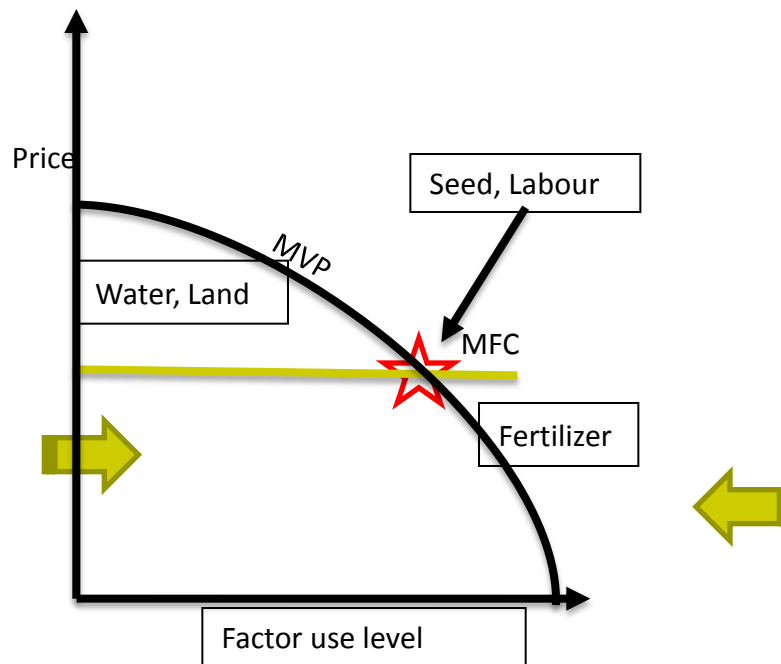 Price
Seed, Labour
MVP
Water, Land
MFC
Fertilizer
Factor use level